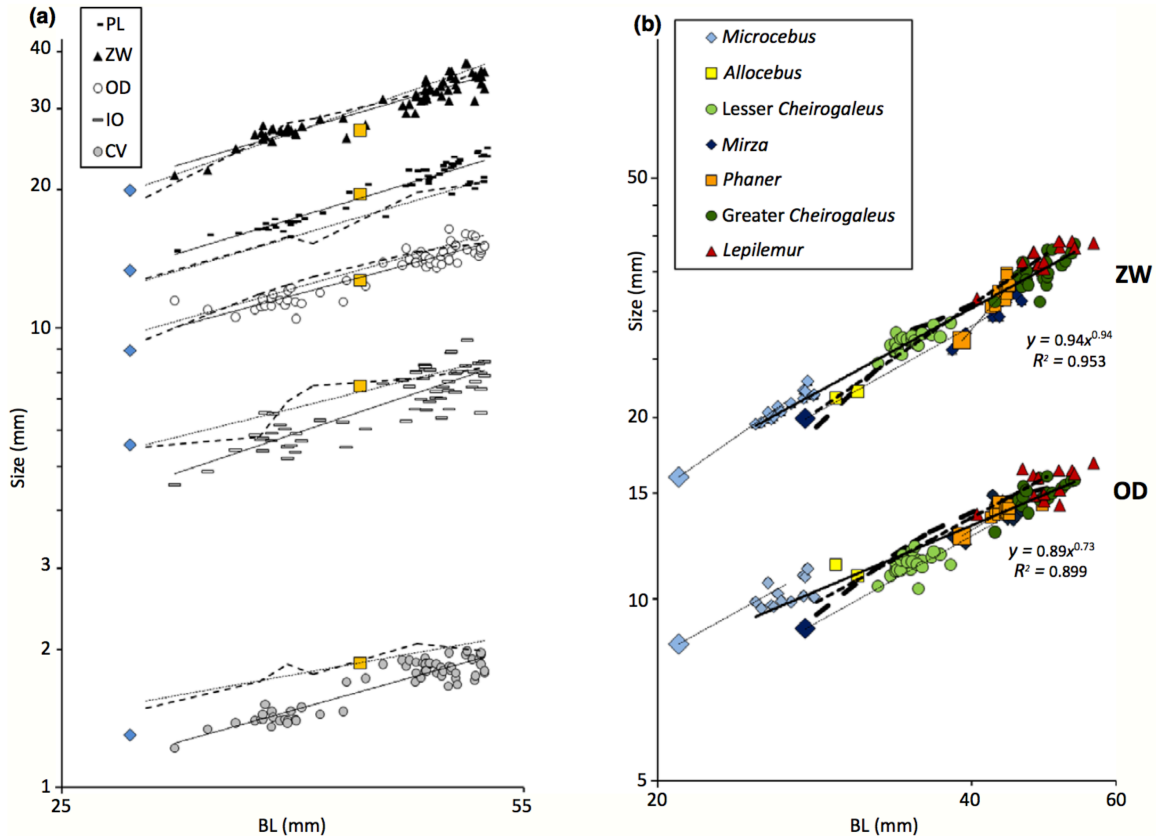 (a)
PL
ZW
OD
IO
CV
40
30
20
10
3
2
1
Size (mm)
25
55
BL (mm)
(b)
Microcebus
Allocebus
Lesser Cheirogaleus
Mirza
Phaner
Greater Cheirogaleus
Lepilemur
50
20
15
10
5
Size (mm)
ZW
y = 0.94x^0.94
R² = 0.953
OD
y = 0.89x^0.73
R² = 0.899
20
40
60
BL (mm)